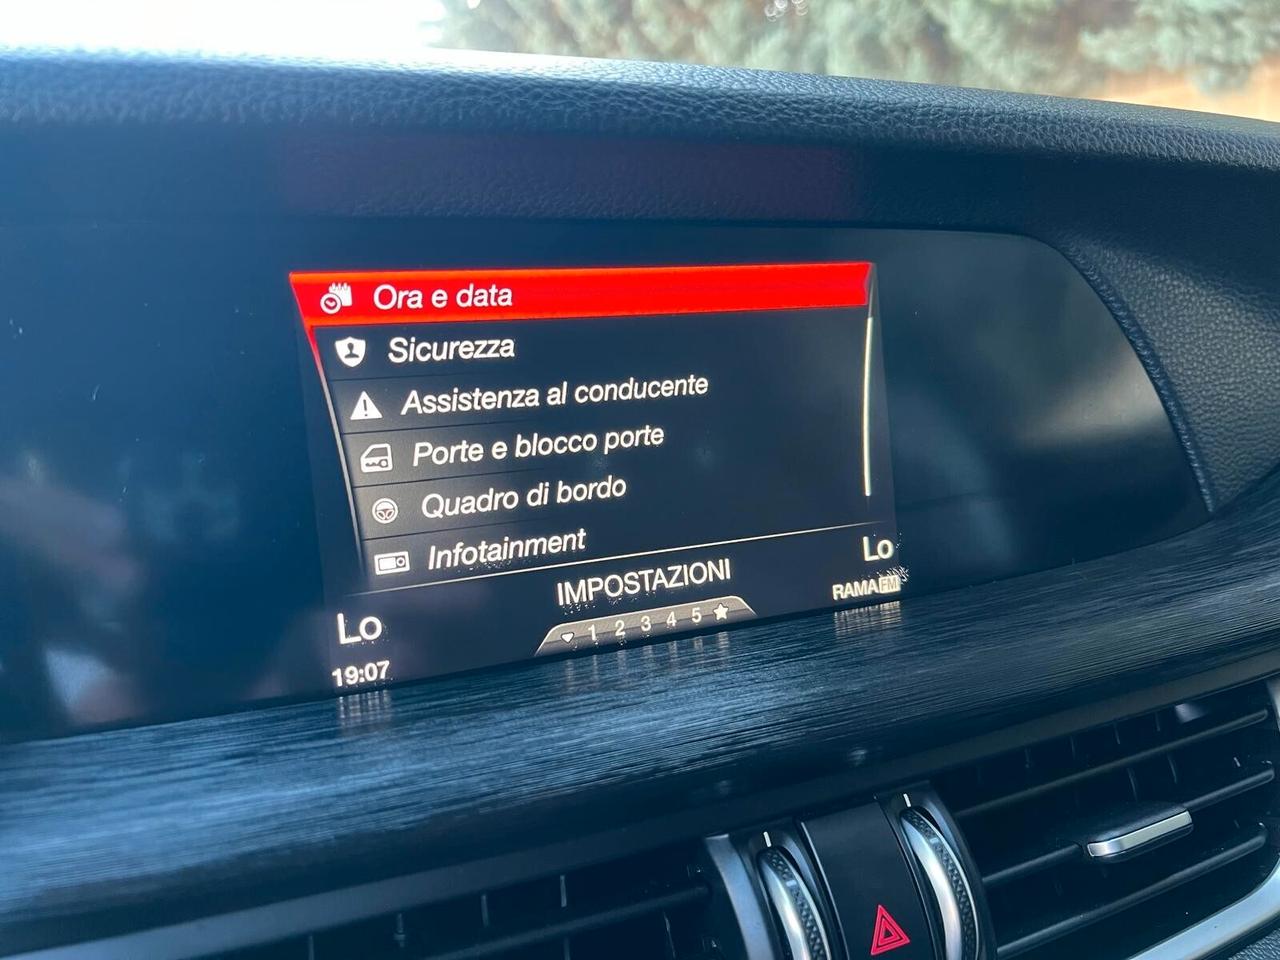 Ora e data
Sicurezza
Assistenza al conducente
Porte e blocco porte
Quadro di bordo
Infotainment
IMPOSTAZIONI
Lo
Lo
RAMA FM
1 2 3 4 5
19:07